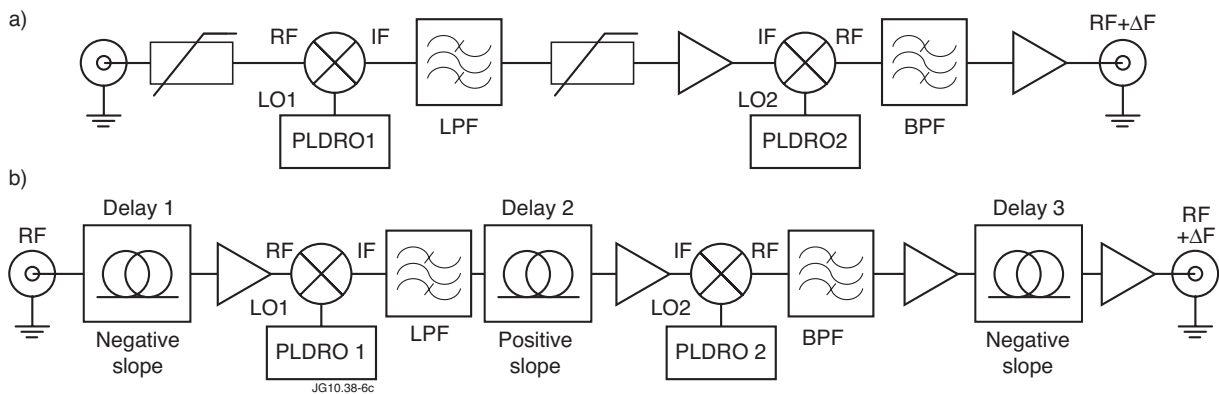 a)
RF
IF
LO1
PLDRO1
LPF
IF
RF
LO2
PLDRO2
BPF
RF+ΔF
b)
RF
Delay 1
Negative
slope
RF
IF
LO1
PLDRO 1
JG10.38-6c
LPF
Delay 2
Positive
slope
IF
RF
LO2
PLDRO 2
BPF
Delay 3
Negative
slope
RF
+ΔF